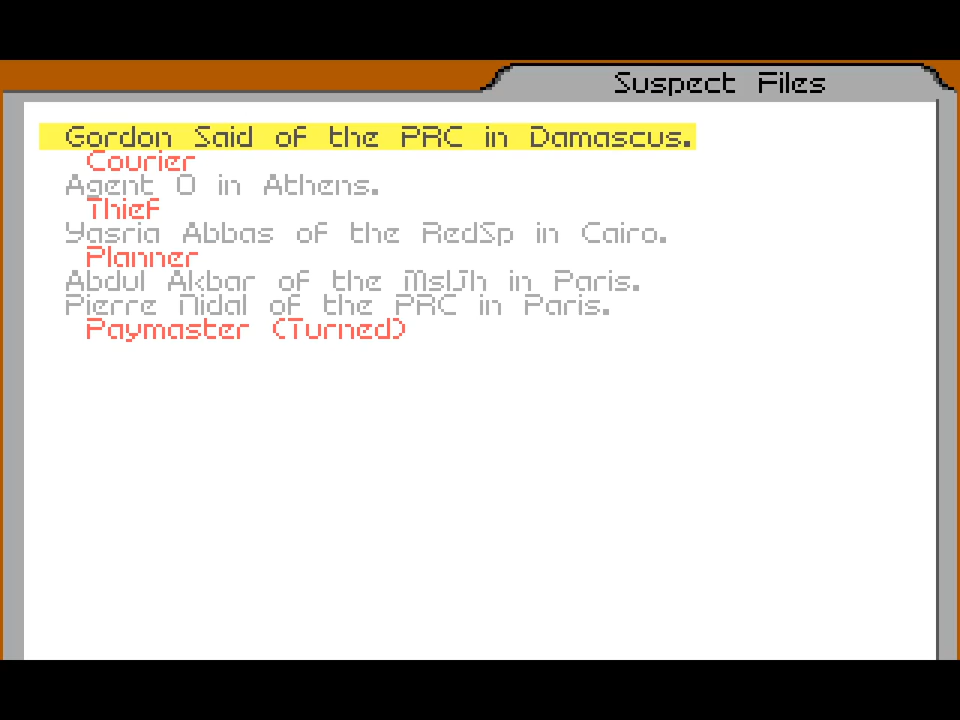 Suspect Files
Gordon Said of the PRC in Damascus.
Courier
Agent O in Athens.
Thief
Yasria Abbas of the RedSp in Cairo.
Planner
Abdul Akbar of the MslJh in Paris.
Pierre Nidal of the PRC in Paris.
Paymaster (Turned)